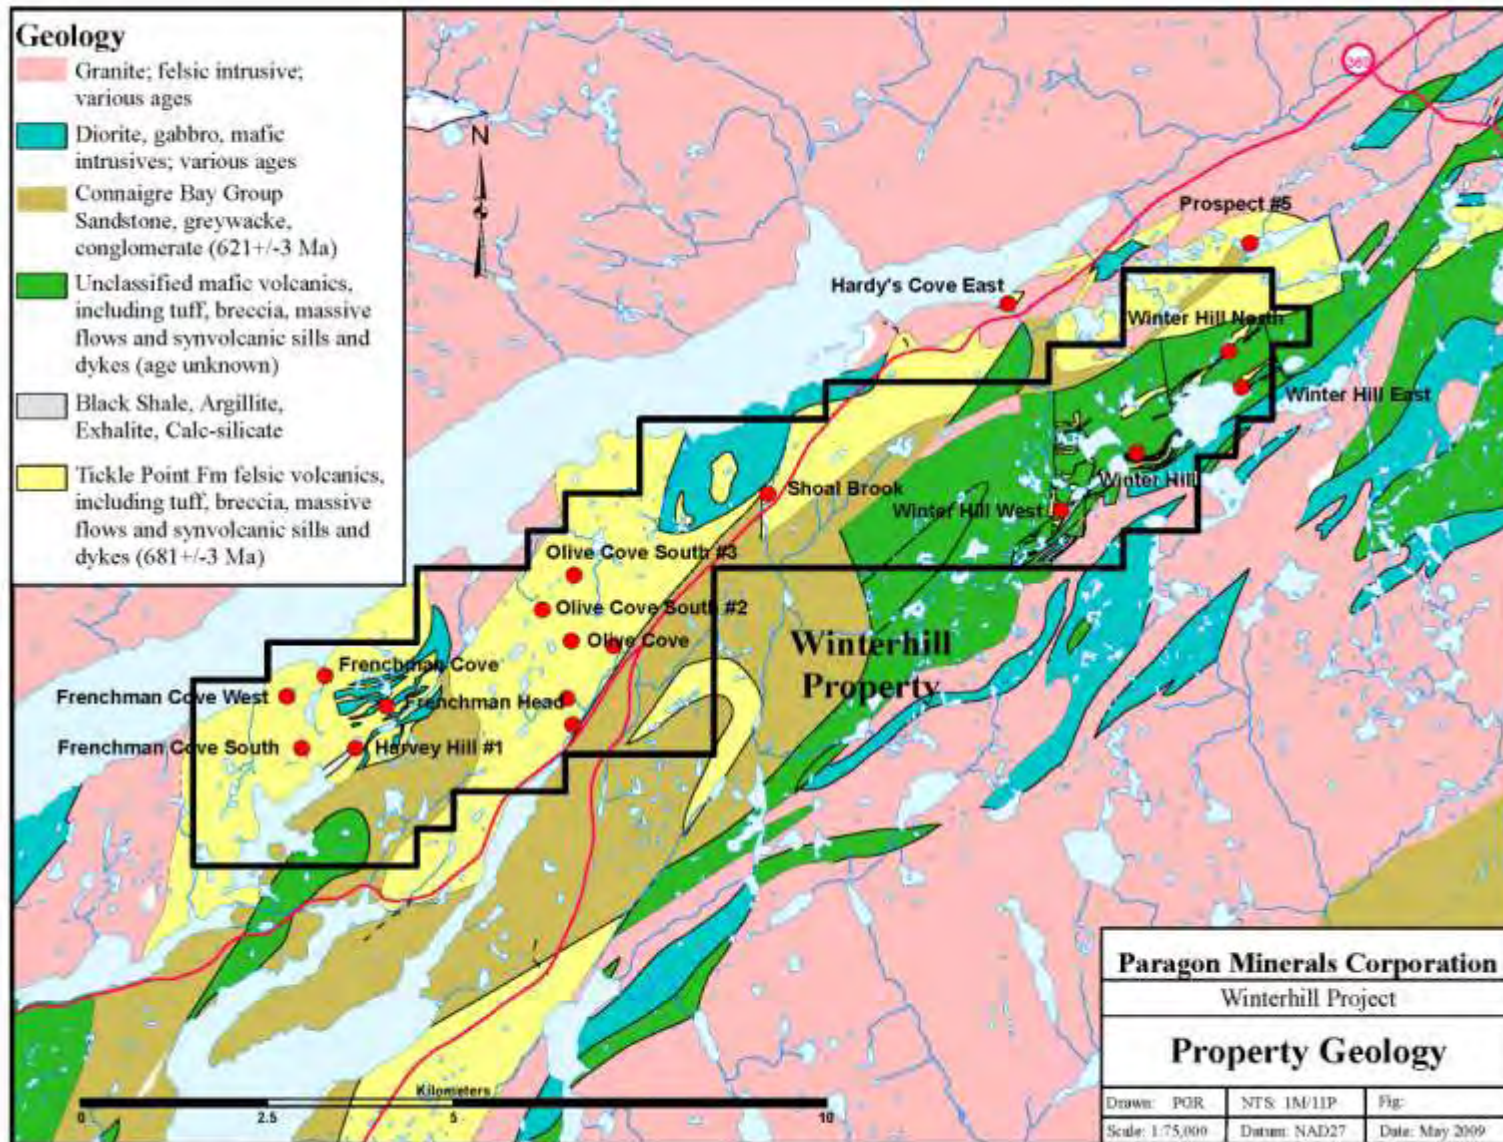 Geology
Granite; felsic intrusive;
various ages
Diorite, gabbro, mafic
intrusives; various ages
Connaigre Bay Group
Sandstone, greywacke,
conglomerate (621+/-3 Ma)
Unclassified mafic volcanics,
including tuff, breccia, massive
flows and synvolcanic sills and
dykes (age unknown)
Black Shale, Argillite,
Exhalite, Calc-silicate
Tickle Point Fm felsic volcanics,
including tuff, breccia, massive
flows and synvolcanic sills and
dykes (681+/-3 Ma)
N
Prospect #5
Hardy's Cove East
Winter Hill North
Winter Hill East
Winter Hill
Shoal Brook
Winter Hill West
Olive Cove South #3
Olive Cove South #2
Olive Cove
Winterhill
Property
Frenchman Cove
Frenchman Cove West
Frenchman Head
Frenchman Cove South
Harvey Hill #1
Kilometers
0
2.5
5
10
Paragon Minerals Corporation
Winterhill Project
Property Geology
Drawn: PGR
NTS: 1M/11P
Fig:
Scale: 1:75,000
Datum: NAD27
Date: May 2009